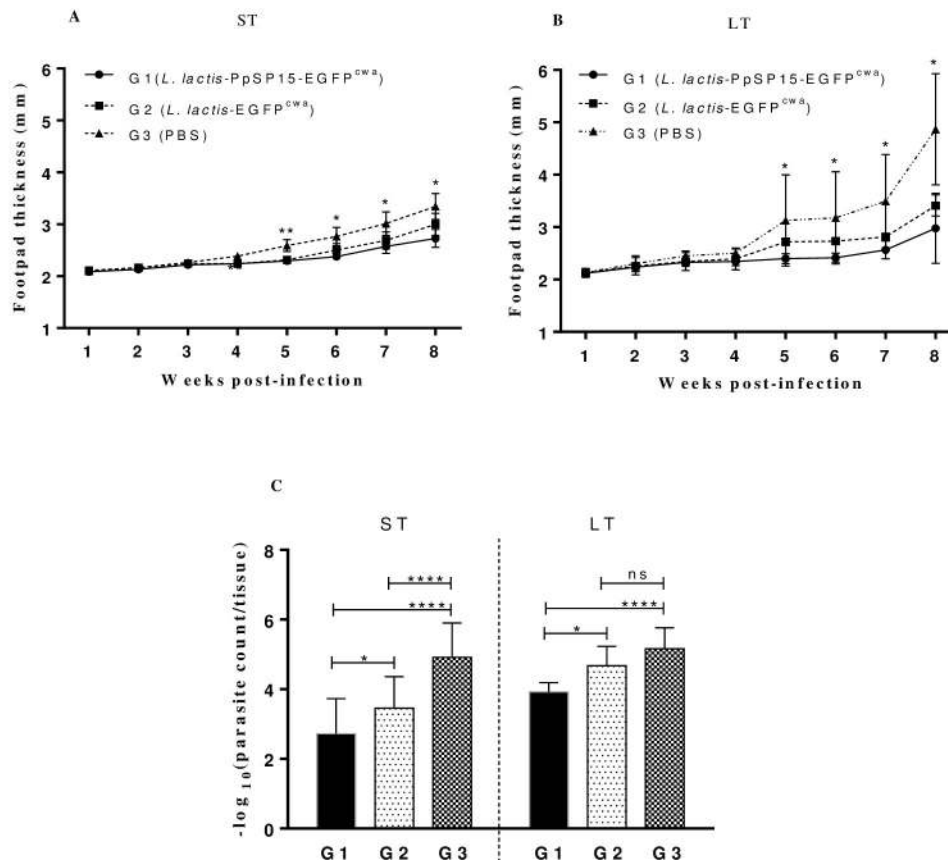 A
ST
G1(L. lactis-PpSP15-EGFPcwa)
G2 (L. lactis-EGFPcwa)
G3 (PBS)
Footpad thickness (mm)
6
5
4
3
2
1
** 
*
*
*
*
1 2 3 4 5 6 7 8
Weeks post-infection
B
LT
G1 (L. lactis-PpSP15-EGFPcwa)
G2 (L. lactis-EGFPcwa)
G3 (PBS)
Footpad thickness (mm)
6
5
4
3
2
1
*
*
*
*
1 2 3 4 5 6 7 8
Weeks post-infection
C
ST
LT
-log10(parasite count/tissue)
8
6
4
2
0
****
****
*
ns
****
*
G1 G2 G3 G1 G2 G3